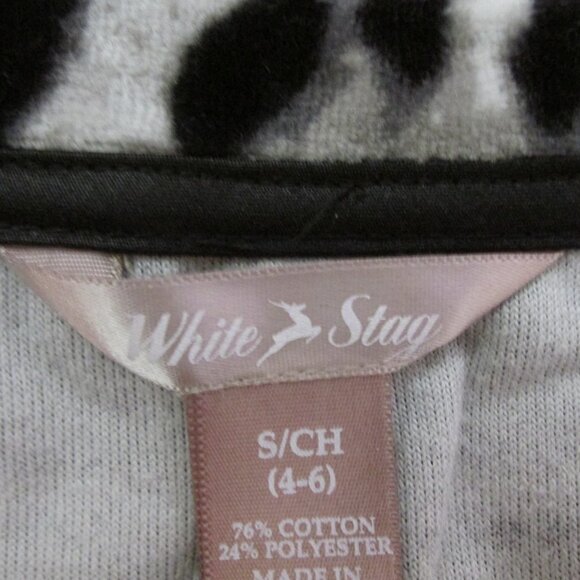 White Stag
S/CH
(4-6)
76% COTTON
24% POLYESTER
MADE IN